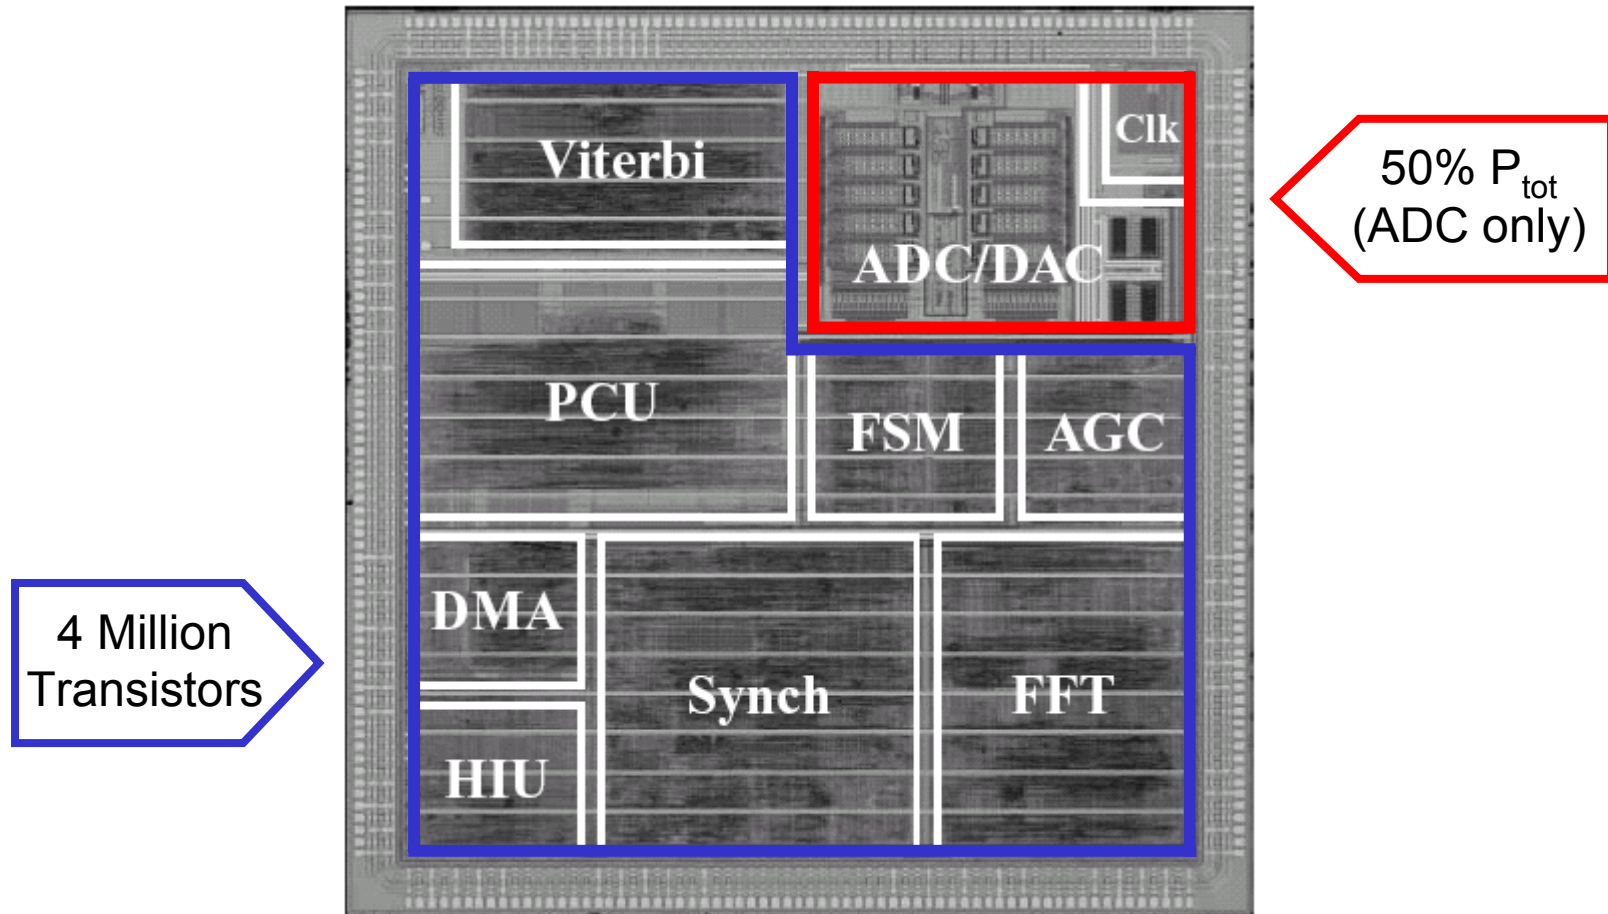 Viterbi
Clk
ADC/DAC
50% Ptot
(ADC only)
PCU
FSM
AGC
4 Million
Transistors
DMA
Synch
FFT
HIU